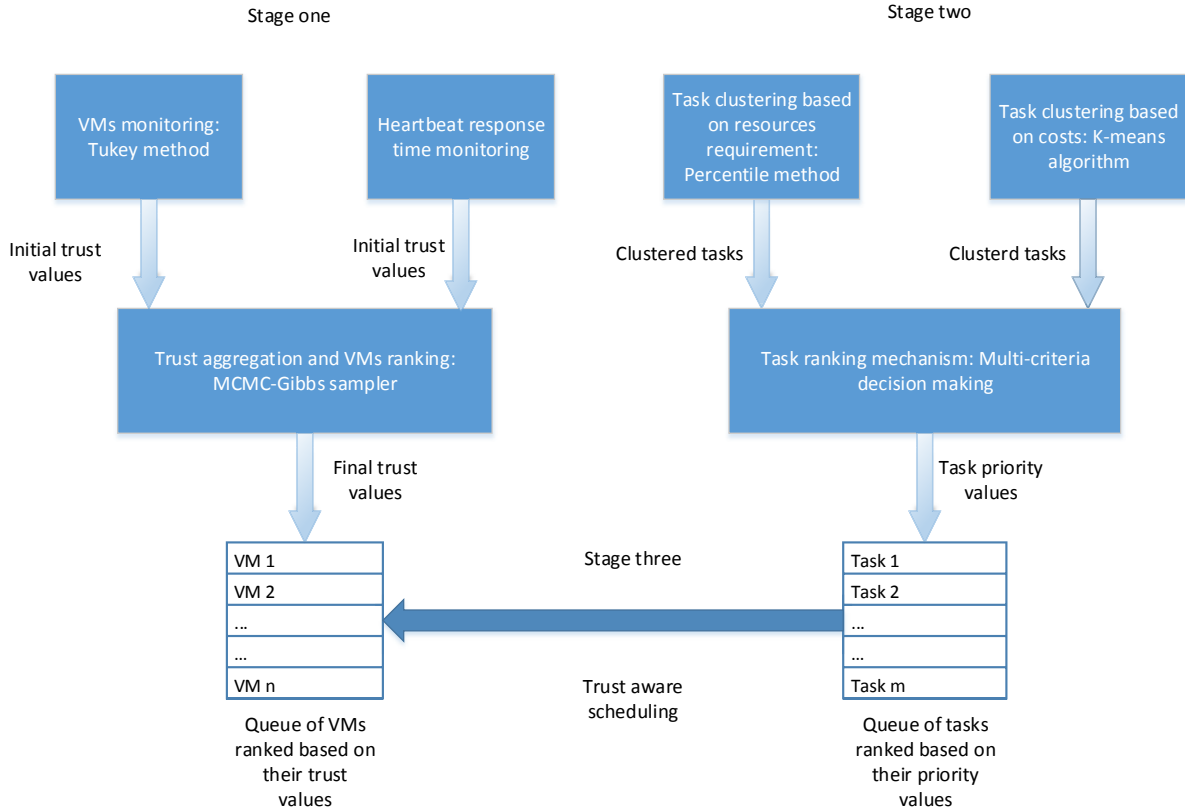 Stage one
Stage two
VMs monitoring:
Tukey method
Heartbeat response
time monitoring
Task clustering based
on resources
requirement:
Percentile method
Task clustering based
on costs: K-means
algorithm
Initial trust
values
Initial trust
values
Clustered tasks
Clusterd tasks
Trust aggregation and VMs ranking:
MCMC-Gibbs sampler
Task ranking mechanism: Multi-criteria
decision making
Final trust
values
Task priority
values
VM 1
VM 2
...
...
VM n
Stage three
Trust aware
scheduling
Task 1
Task 2
...
...
Task m
Queue of VMs
ranked based on
their trust
values
Queue of tasks
ranked based on
their priority
values